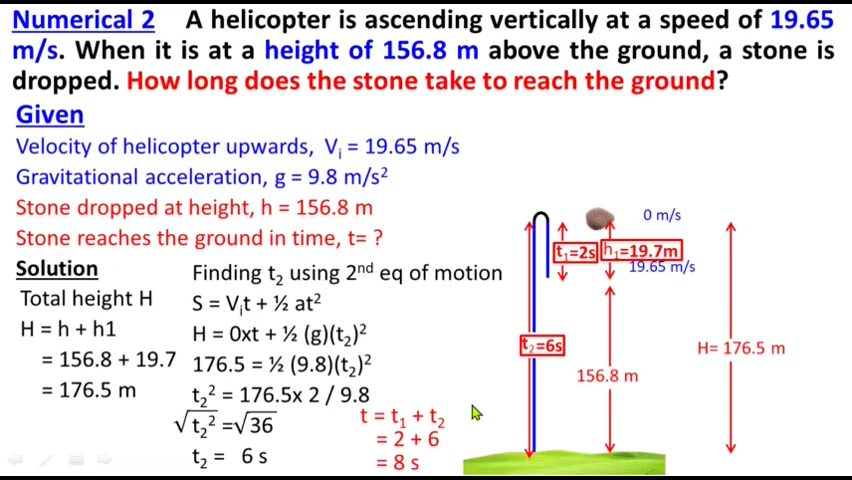 Numerical 2 A helicopter is ascending vertically at a speed of 19.65
m/s. When it is at a height of 156.8 m above the ground, a stone is
dropped. How long does the stone take to reach the ground?
Given
Velocity of helicopter upwards, Vi = 19.65 m/s
Gravitational acceleration, g = 9.8 m/s²
Stone dropped at height, h = 156.8 m
Stone reaches the ground in time, t= ?
Solution
Total height H
H = h + h1
= 156.8 + 19.7
= 176.5 m
Finding t₂ using 2nd eq of motion
S = Vit + ½ at²
H = 0xt + ½ (g)(t₂)²
176.5 = ½ (9.8)(t₂)²
t₂² = 176.5x 2 / 9.8
√t₂² =√36
t₂ = 6 s
t = t₁ + t₂
= 2 + 6
= 8 s
0 m/s
t₁=2s
h₁=19.7m
19.65 m/s
t₂=6s
156.8 m
H= 176.5 m